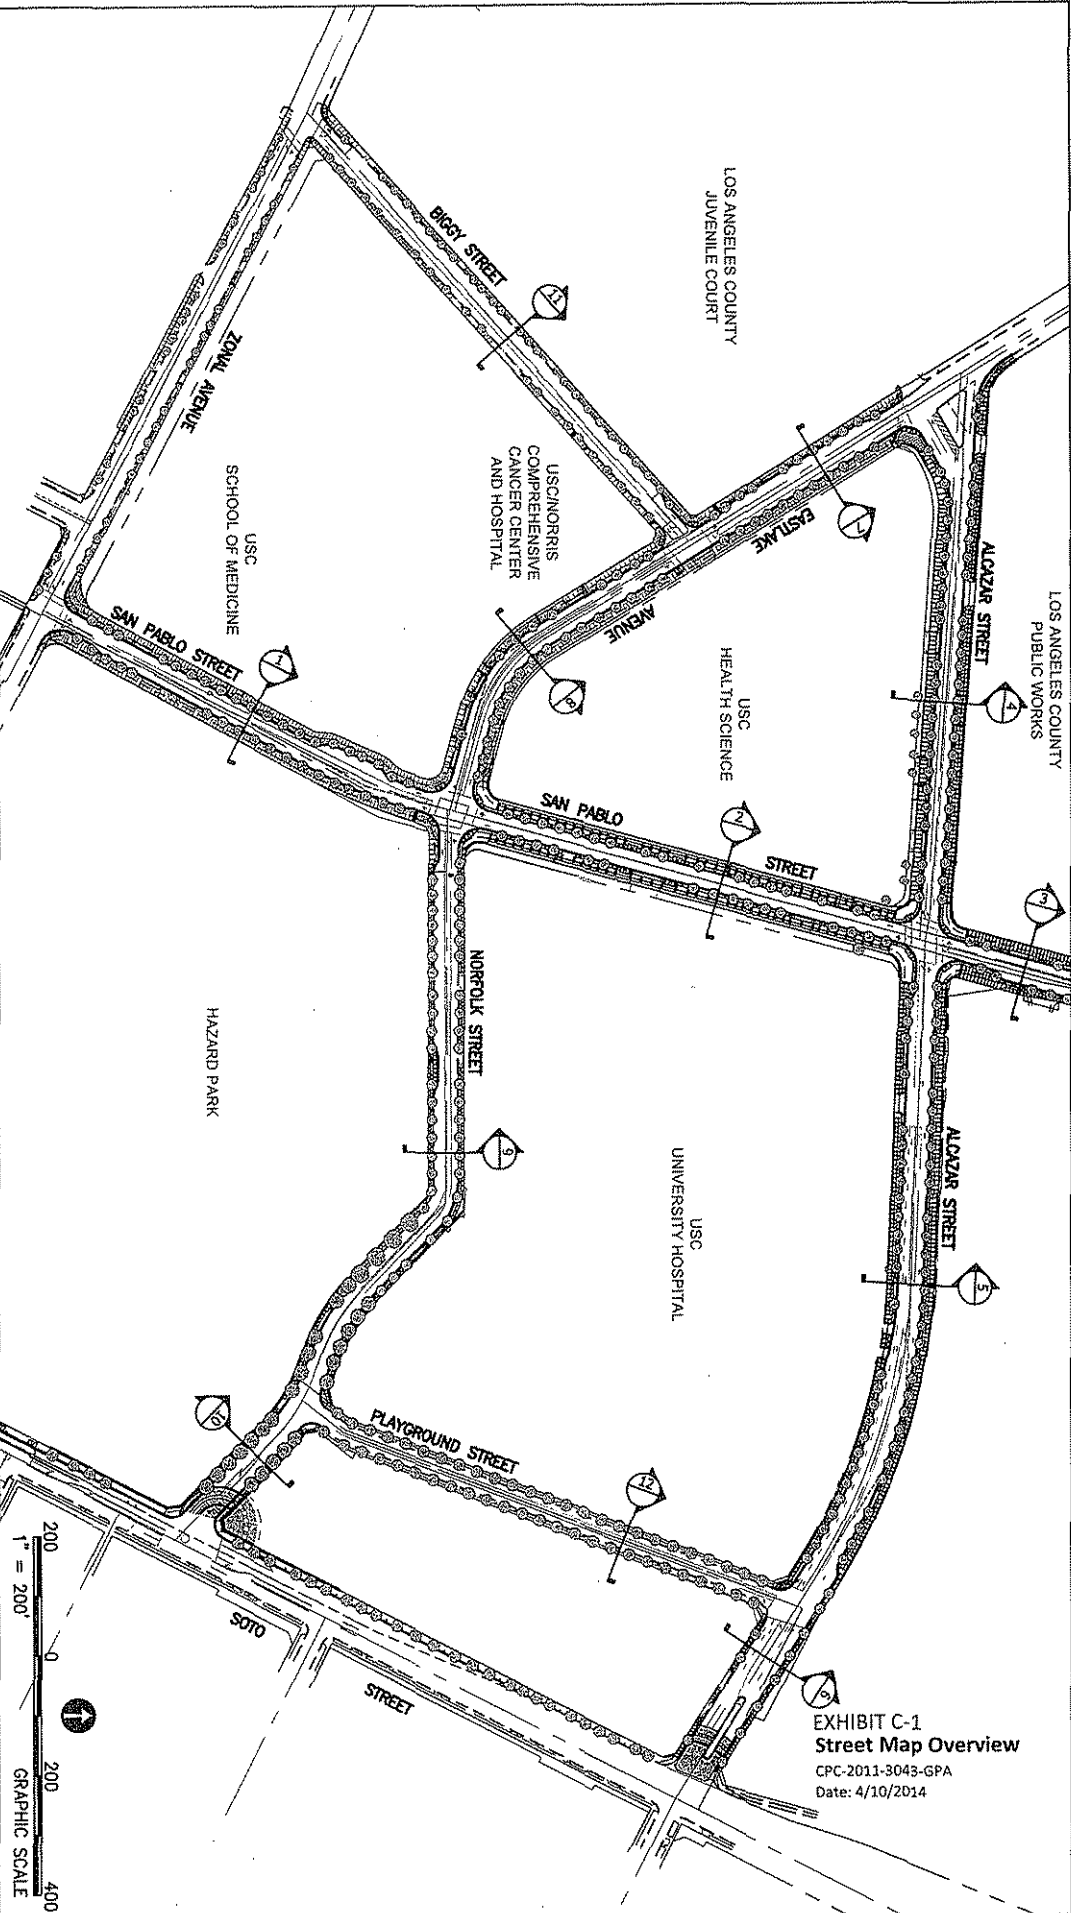 LOS ANGELES COUNTY
PUBLIC WORKS
LOS ANGELES COUNTY
JUVENILE COURT
ALCAZAR STREET
4
3
7
EASTLAKE
AVENUE
BIGGY STREET
11
USC/NORRIS
COMPREHENSIVE
CANCER CENTER
AND HOSPITAL
8
USC
HEALTH SCIENCE
2
SAN PABLO
STREET
ZONAL AVENUE
USC
SCHOOL OF MEDICINE
SAN PABLO STREET
1
ALCAZAR STREET
5
NORFOLK STREET
9
USC
UNIVERSITY HOSPITAL
HAZARD PARK
10
PLAYGROUND STREET
12
6
SOTO
STREET
EXHIBIT C-1
Street Map Overview
CPC-2011-3043-GPA
Date: 4/10/2014
200
0
200
400
1" = 200'
GRAPHIC SCALE